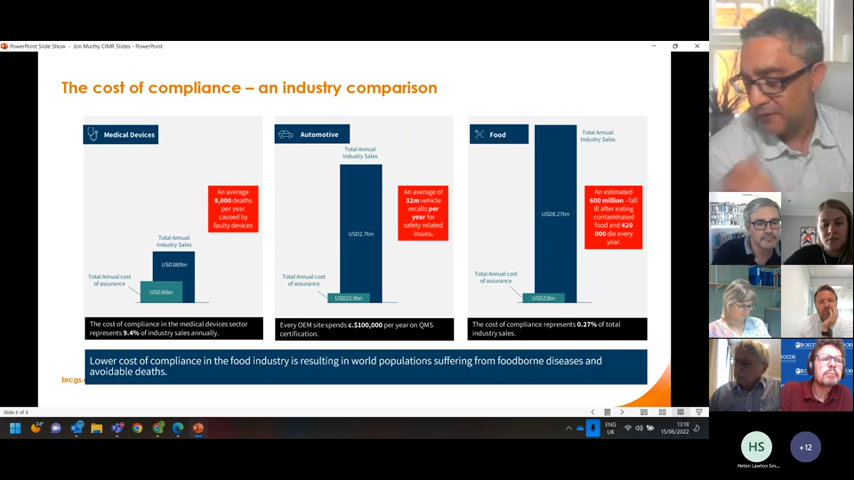 PowerPoint Slide Show - Jon Murthy CIMR Slides - PowerPoint
The cost of compliance – an industry comparison
Medical Devices
An average
8,000 deaths
per year
caused by
faulty devices
Total Annual
Industry Sales
USD380bn
Total Annual cost
of assurance
USD36bn
The cost of compliance in the medical devices sector
represents 9.4% of industry sales annually.
Automotive
Total Annual
Industry Sales
An average of
32m vehicle
recalls per
year for
safety related
issues.
USD2.7tm
Total Annual cost
of assurance
USD22.9bn
Every OEM site spends c.$100,000 per year on QMS
certification.
Food
Total Annual
Industry Sales
An estimated
600 million –fall
ill after eating
contaminated
food and 420
000 die every
year.
USD8.27tm
Total Annual cost
of assurance
USD23bn
The cost of compliance represents 0.27% of total
industry sales.
Lower cost of compliance in the food industry is resulting in world populations suffering from foodborne diseases and
avoidable deaths.
brcgs.
Slide 6 of 6
24°
ENG
UK
13:18
15/06/2022
OCDE
HS
Helen Lawton Sm...
+12